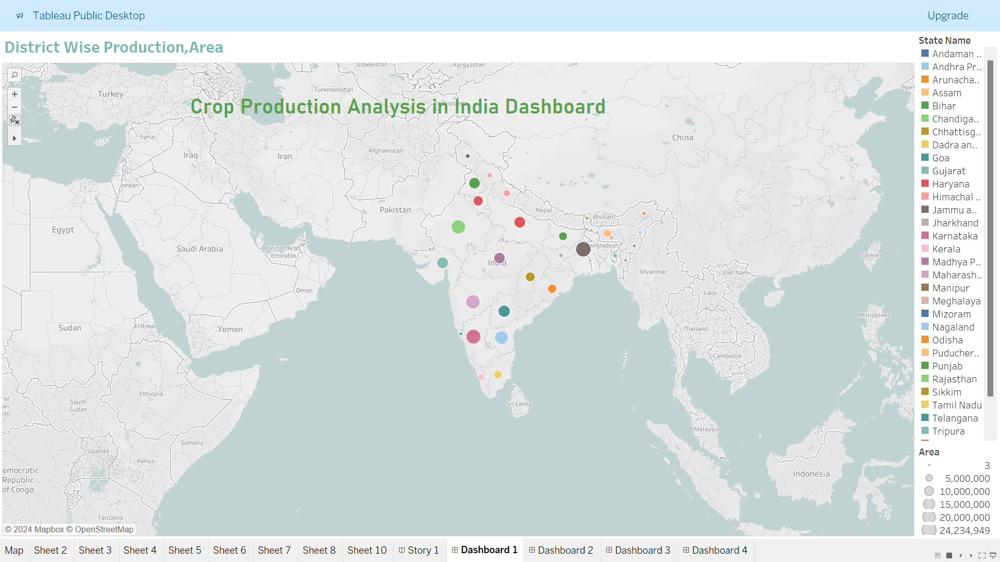 Tableau Public Desktop
Upgrade
District Wise Production,Area
Crop Production Analysis in India Dashboard
Uzbekistan
Kyrgyzstan
Turkey
Turkmenistan
Syria
Iraq
Iran
Afghanistan
China
Jordan
Pakistan
Nepal
Bhutan
Egypt
Saudi Arabia
United Arab
Emirates
angladesh
India
Taiwan
Myanmar
Viet Nam
Oman
Laos
Sudan
Eritrea
Yemen
Thailand
Philippines
Cambodia
Ethiopia
South
Sudan
Sri Lanka
Malaysia
Somalia
Uganda
Kenya
emocratic
Republic
of Congo
Indonesia
Tanzania
© 2024 Mapbox © OpenStreetMap
State Name
Andaman ..
Andhra Pr..
Arunacha..
Assam
Bihar
Chandiga..
Chhattisg..
Dadra an..
Goa
Gujarat
Haryana
Himachal ..
Jammu a..
Jharkhand
Karnataka
Kerala
Madhya P..
Maharash..
Manipur
Meghalaya
Mizoram
Nagaland
Odisha
Puducher..
Punjab
Rajasthan
Sikkim
Tamil Nadu
Telangana
Tripura
Area
3
5,000,000
10,000,000
15,000,000
20,000,000
24,234,949
Map
Sheet 2
Sheet 3
Sheet 4
Sheet 5
Sheet 6
Sheet 7
Sheet 8
Sheet 10
Story 1
Dashboard 1
Dashboard 2
Dashboard 3
Dashboard 4